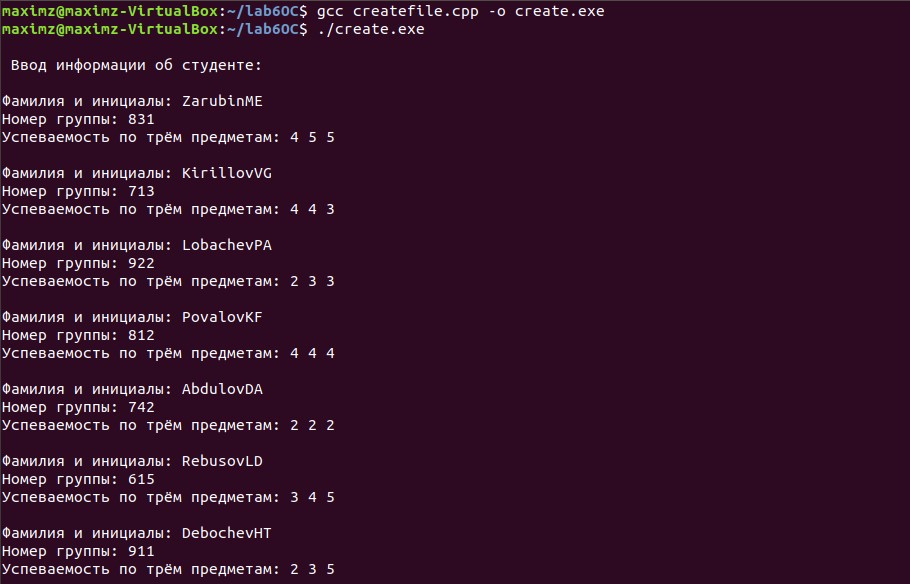 maximz@maximz-VirtualBox:~/lab6OC$ gcc createfile.cpp -o create.exe
maximz@maximz-VirtualBox:~/lab6OC$ ./create.exe
Ввод информации об студенте:
Фамилия и инициалы: ZarubinME
Номер группы: 831
Успеваемость по трём предметам: 4 5 5
Фамилия и инициалы: KirillovVG
Номер группы: 713
Успеваемость по трём предметам: 4 4 3
Фамилия и инициалы: LobachevPA
Номер группы: 922
Успеваемость по трём предметам: 2 3 3
Фамилия и инициалы: PovalovKF
Номер группы: 812
Успеваемость по трём предметам: 4 4 4
Фамилия и инициалы: AbdulovDA
Номер группы: 742
Успеваемость по трём предметам: 2 2 2
Фамилия и инициалы: RebusovLD
Номер группы: 615
Успеваемость по трём предметам: 3 4 5
Фамилия и инициалы: DebochevHT
Номер группы: 911
Успеваемость по трём предметам: 2 3 5